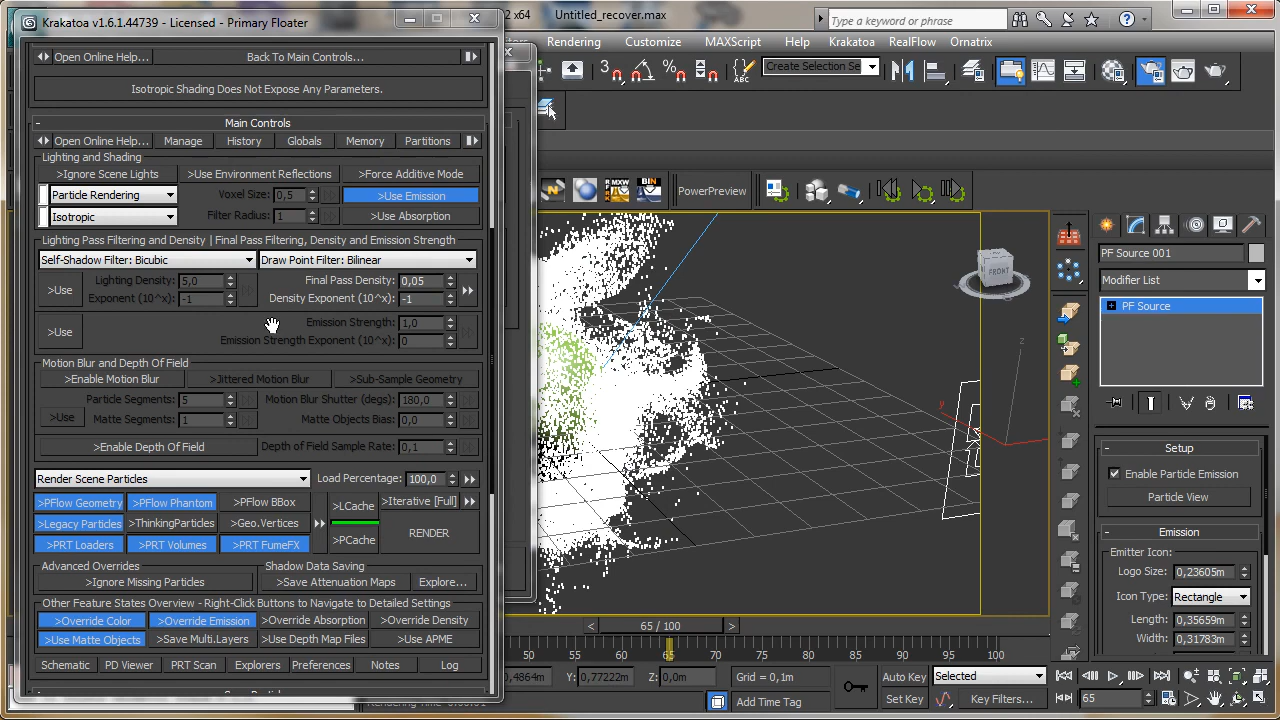 Krakatoa v1.6.1.44739 - Licensed - Primary Floater
x64 Untitled_recover.max
Type a keyword or phrase
Rendering Customize MAXScript Help Krakatoa RealFlow Ornatrix
Open Online Help... Back To Main Controls...
Create Selection Se
Isotropic Shading Does Not Expose Any Parameters.
Main Controls
Open Online Help... Manage History Globals Memory Partitions
Lighting and Shading
>Ignore Scene Lights >Use Environment Reflections >Force Additive Mode
Particle Rendering Voxel Size: 0,5 >Use Emission
Isotropic Filter Radius: 1 >Use Absorption
RMXW BIN PowerPreview
Lighting Pass Filtering and Density | Final Pass Filtering, Density and Emission Strength
Self-Shadow Filter: Bicubic Draw Point Filter: Bilinear
>Use Lighting Density: 5,0 Final Pass Density: 0,05
Exponent (10^x): -1 Density Exponent (10^x): -1
>Use Emission Strength: 1,0
Emission Strength Exponent (10^x): 0
Motion Blur and Depth Of Field
>Enable Motion Blur >Jittered Motion Blur >Sub-Sample Geometry
Particle Segments: 5 Motion Blur Shutter (degs): 180,0
>Use Matte Segments: 1 Matte Objects Bias: 0,0
>Enable Depth Of Field Depth of Field Sample Rate: 0,1
Render Scene Particles Load Percentage: 100,0
>PFlow Geometry >PFlow Phantom >PFlow BBox >LCache >Iterative [Full]
>Legacy Particles >ThinkingParticles >Geo.Vertices
>PRT Loaders >PRT Volumes >PRT FumeFX >PCache RENDER
Advanced Overrides Shadow Data Saving
>Ignore Missing Particles >Save Attenuation Maps Explore...
Other Feature States Overview - Right-Click Buttons to Navigate to Detailed Settings
>Override Color >Override Emission >Override Absorption >Override Density
>Use Matte Objects >Save Multi.Layers >Use Depth Map Files >Use APME
Schematic PD Viewer PRT Scan Explorers Preferences Notes Log
FRONT
z
y
PF Source 001
Modifier List
PF Source
Setup
Enable Particle Emission
Particle View
Emission
Emitter Icon:
Logo Size: 0,23605m
Icon Type: Rectangle
Length: 0,35659m
Width: 0,31783m
< 65 / 100 >
50 55 60 65 70 75 80 85 90 95 100
0,4864m Y: 0,77222m Z: 0,0m Grid = 0,1m Auto Key Selected
Add Time Tag Set Key Key Filters... 65